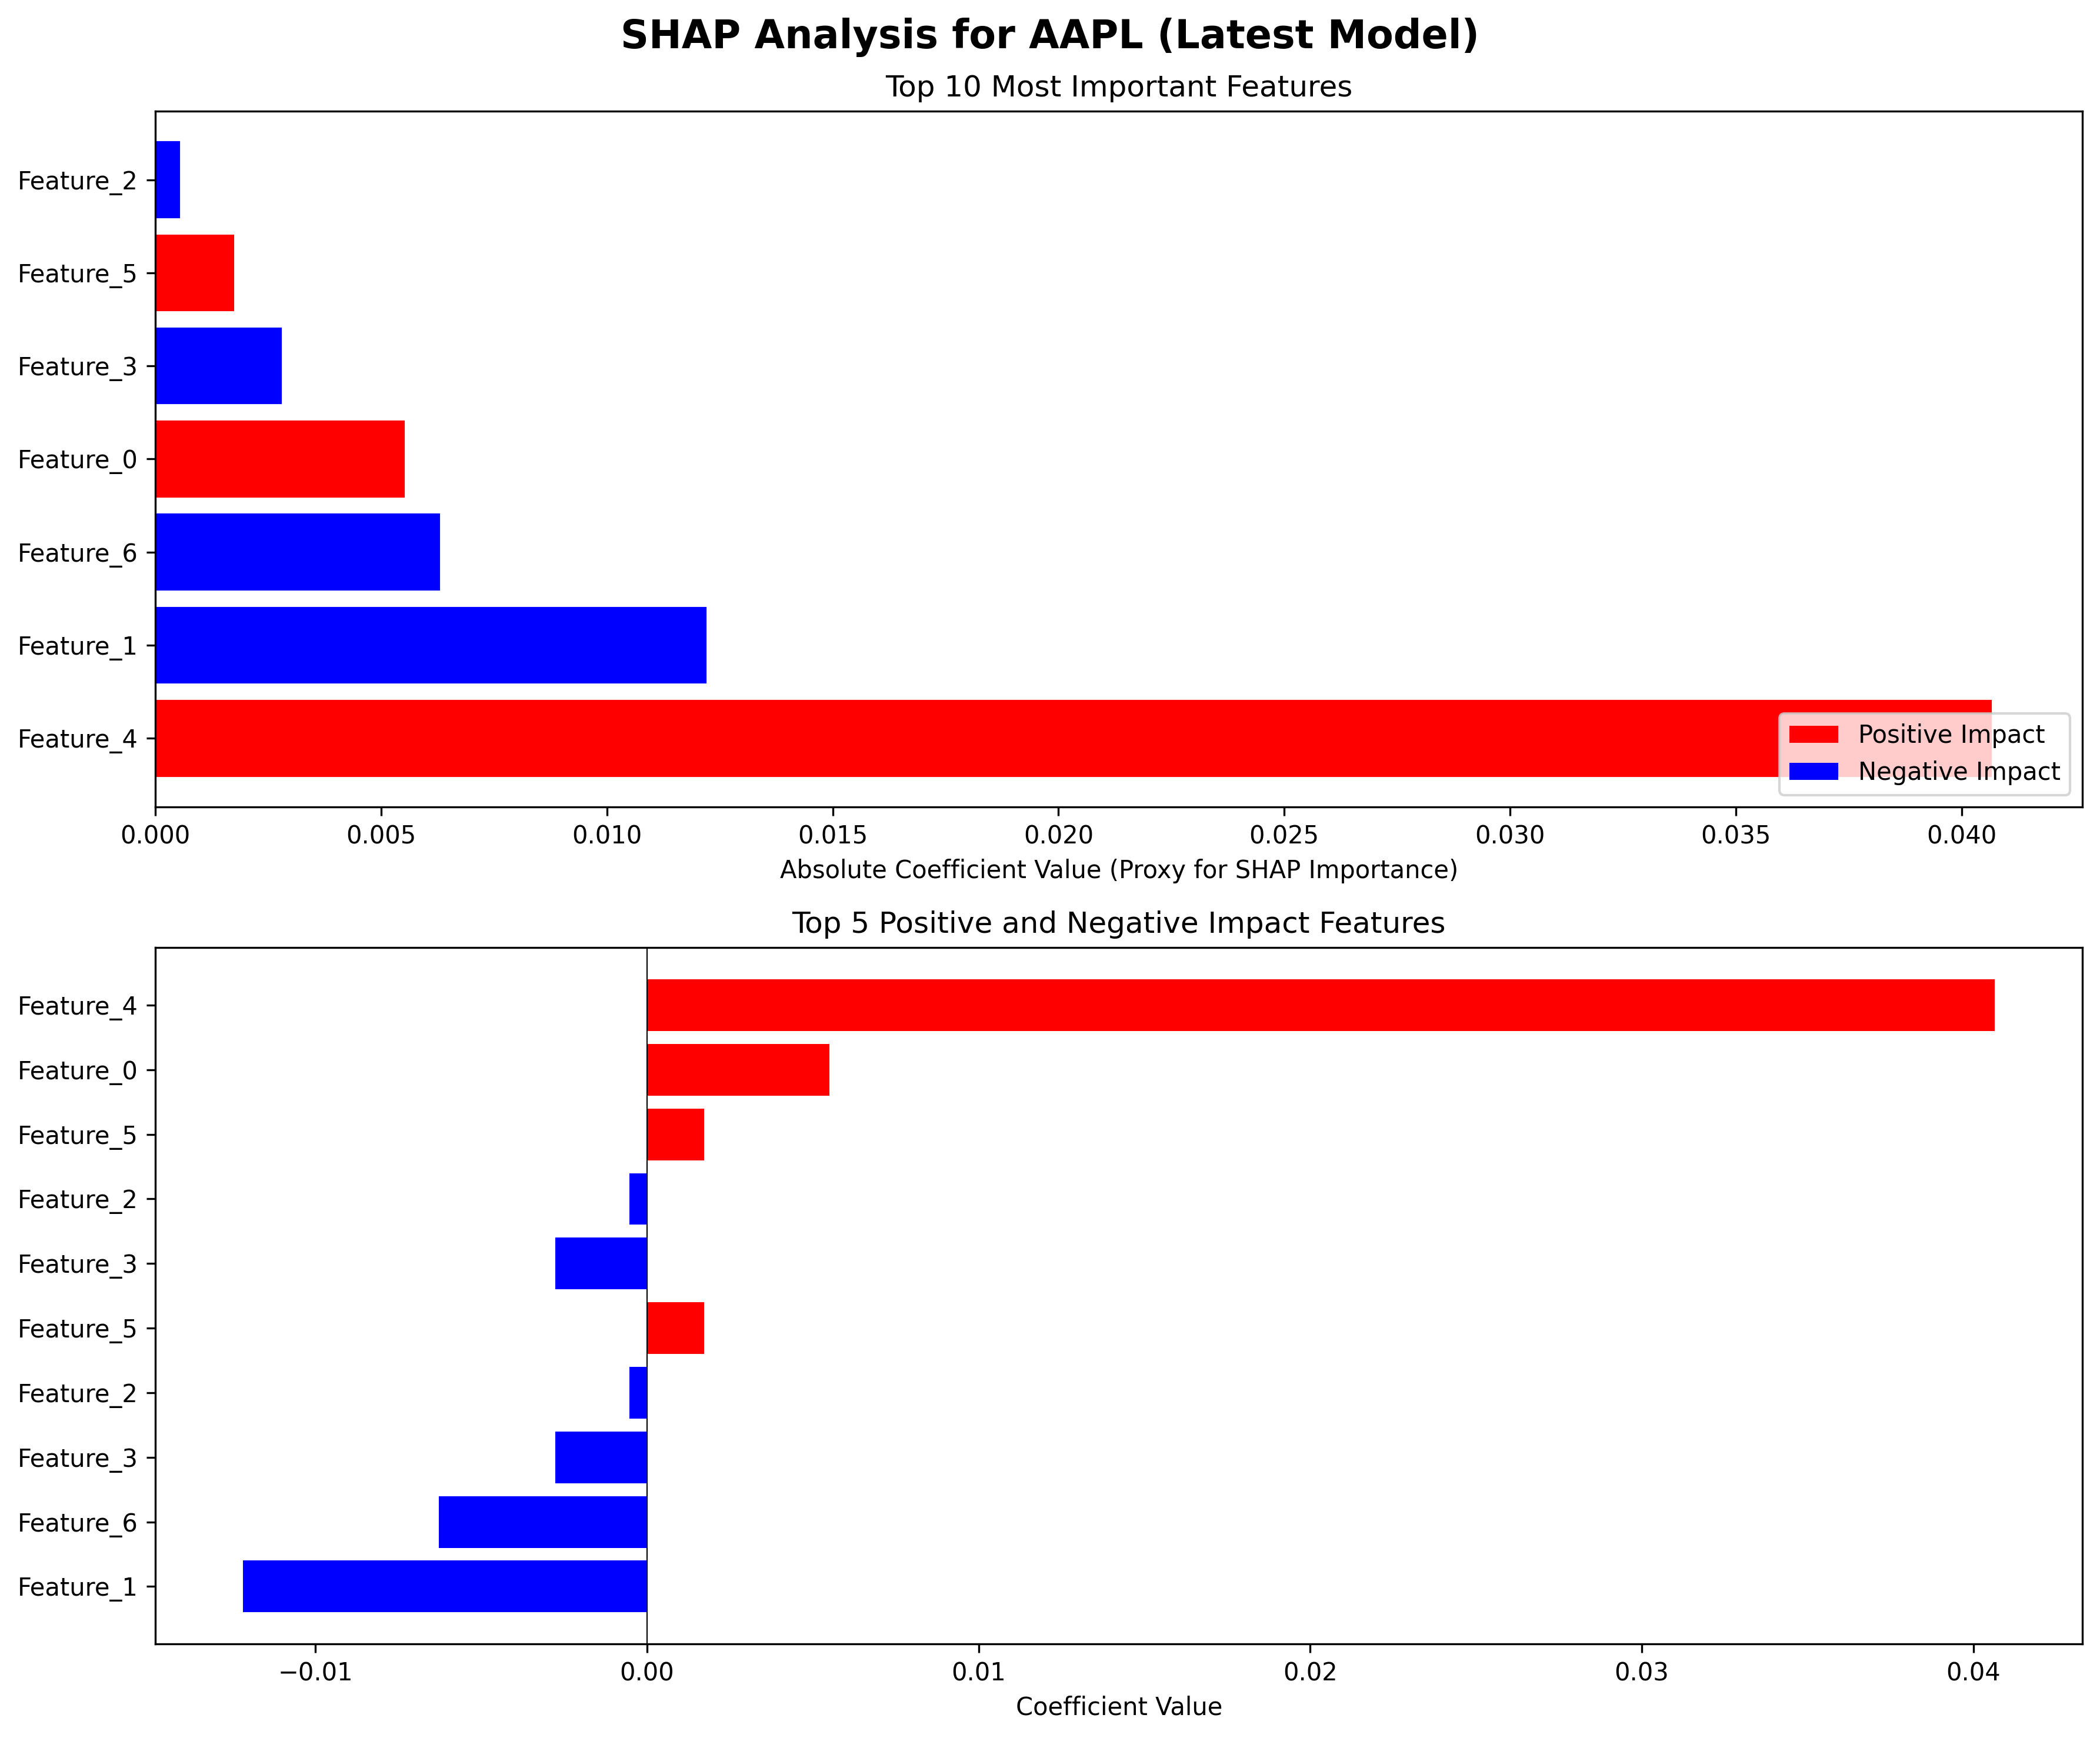 SHAP Analysis for AAPL (Latest Model)
Top 10 Most Important Features
Feature_2
Feature_5
Feature_3
Feature_0
Feature_6
Feature_1
Feature_4
Positive Impact
Negative Impact
0.000 0.005 0.010 0.015 0.020 0.025 0.030 0.035 0.040
Absolute Coefficient Value (Proxy for SHAP Importance)
Top 5 Positive and Negative Impact Features
Feature_4
Feature_0
Feature_5
Feature_2
Feature_3
Feature_5
Feature_2
Feature_3
Feature_6
Feature_1
−0.01 0.00 0.01 0.02 0.03 0.04
Coefficient Value